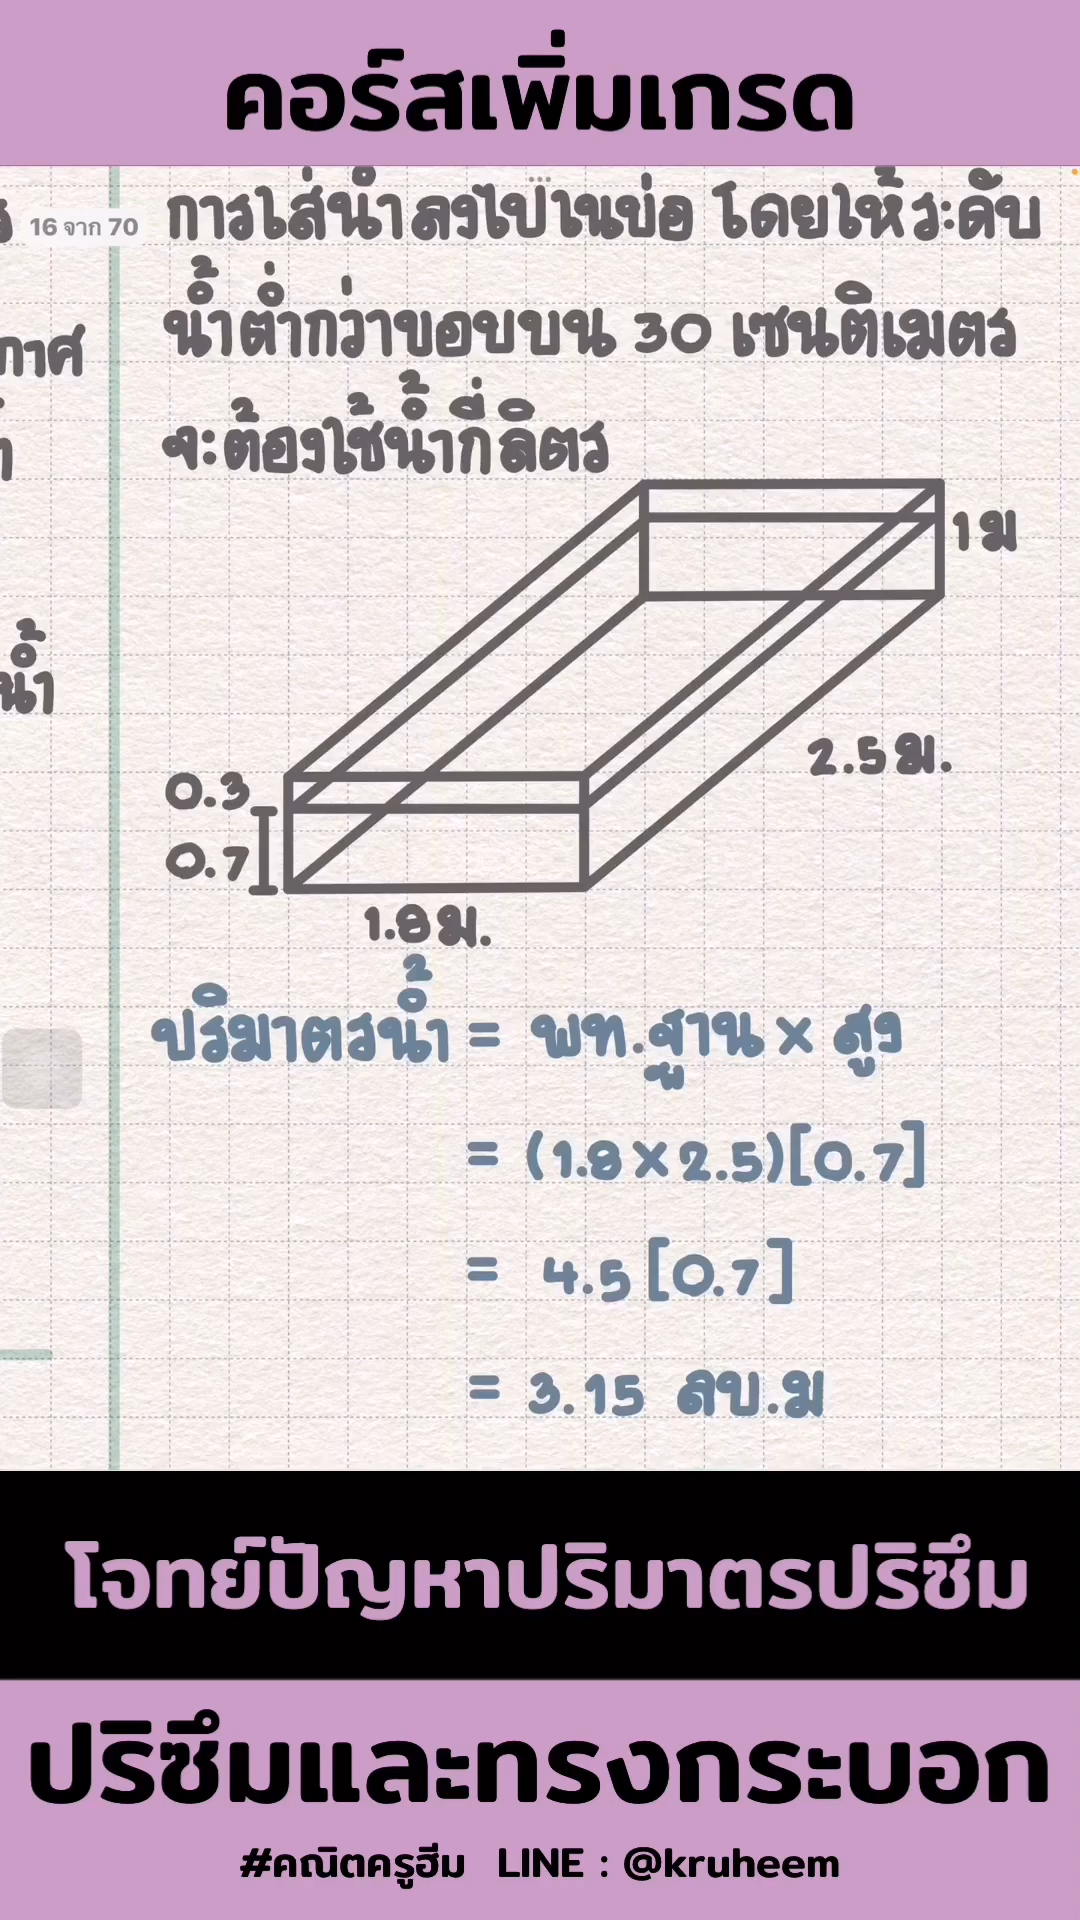 คอร์สเพิ่มเกรด
16 จาก 70
การใส่น้ำลงไปในบ่อ โดยให้ระดับ
น้ำต่ำกว่าขอบบน 30 เซนติเมตร
กาศ
จะต้องใช้น้ำกี่ลิตร
1 ม
น้ำ
2.5 ม.
0.3
0.7
1.8 ม.
ปริมาตรน้ำ = พท.ฐาน x สูง
= (1.8 x 2.5)[0.7]
= 4.5 [0.7]
= 3.15 ลบ.ม
โจทย์ปัญหาปริมาตรปริซึม
ปริซึมและทรงกระบอก
#คณิตครูฮีม LINE : @kruheem